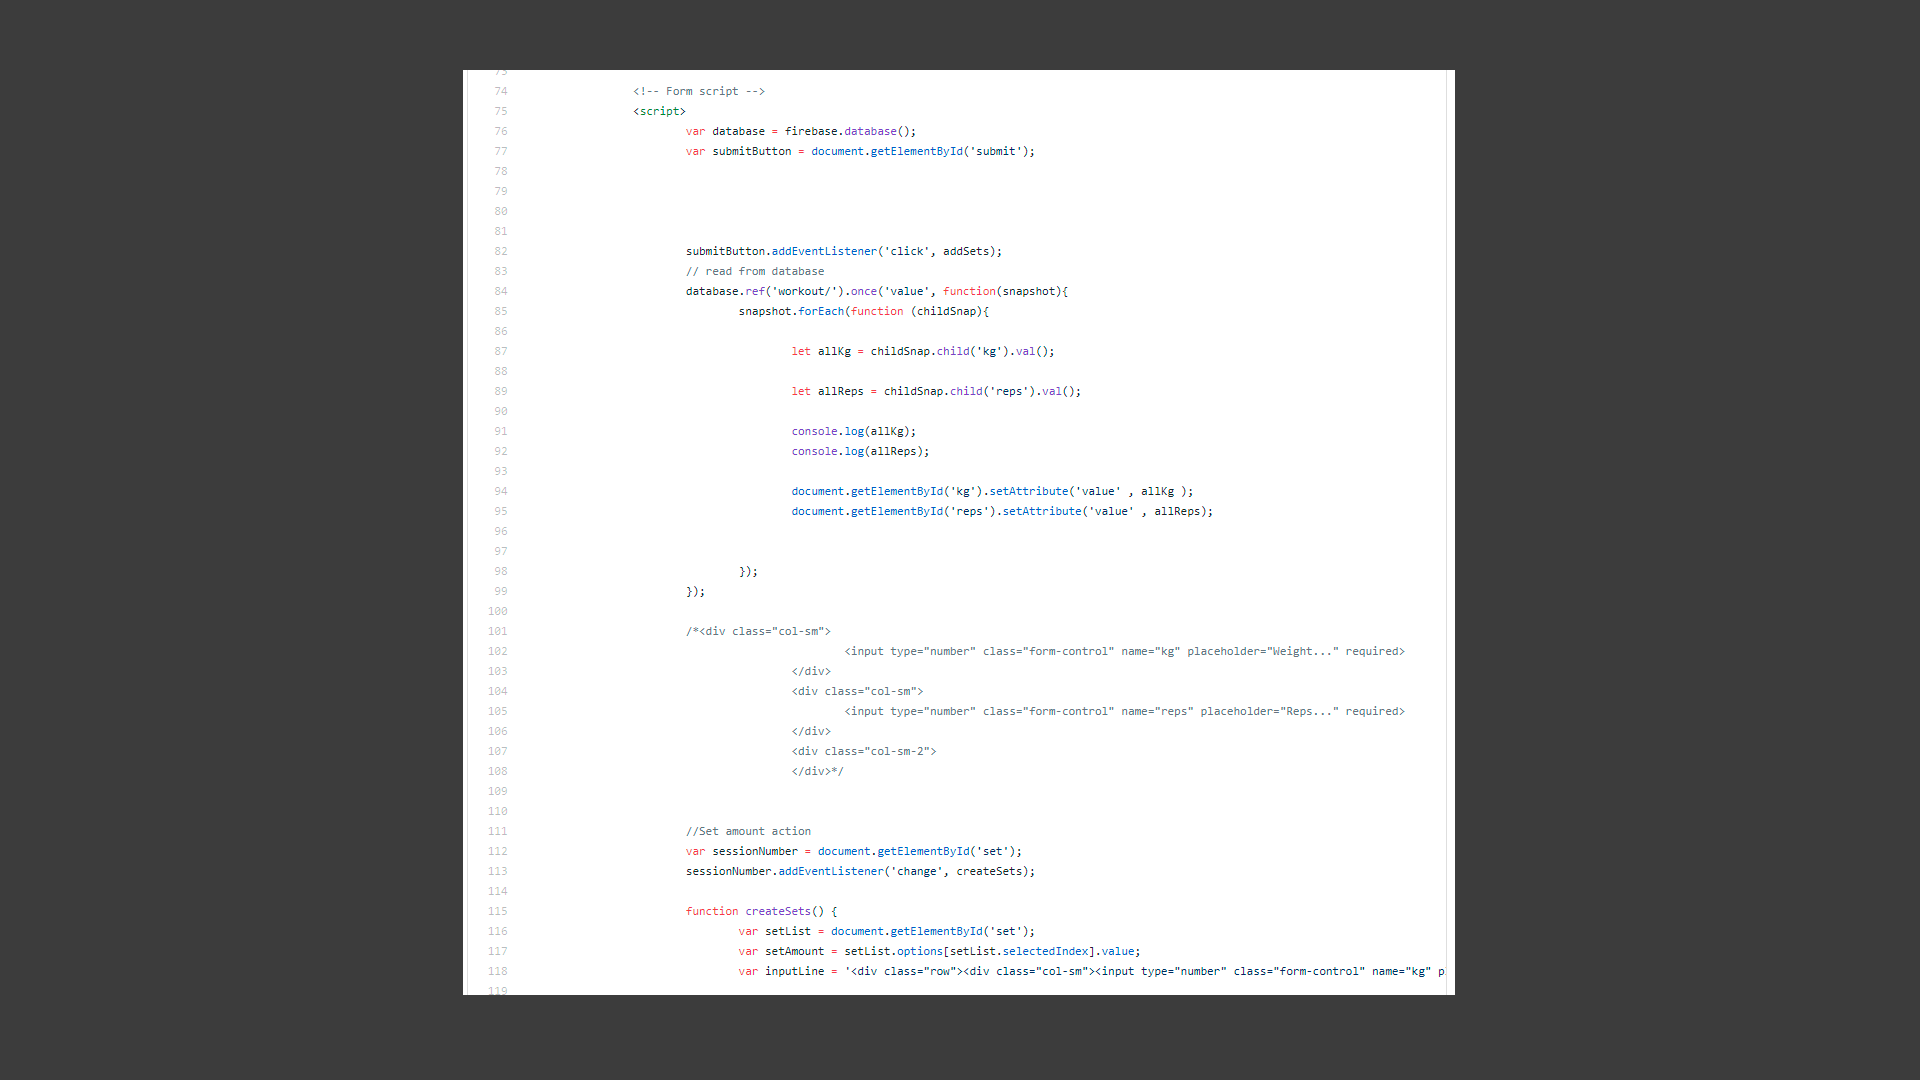 73
74 <!-- Form script -->
75 <script>
76 var database = firebase.database();
77 var submitButton = document.getElementById('submit');
78
79
80
81
82 submitButton.addEventListener('click', addSets);
83 // read from database
84 database.ref('workout/').once('value', function(snapshot){
85 snapshot.forEach(function (childSnap){
86
87 let allKg = childSnap.child('kg').val();
88
89 let allReps = childSnap.child('reps').val();
90
91 console.log(allKg);
92 console.log(allReps);
93
94 document.getElementById('kg').setAttribute('value' , allKg );
95 document.getElementById('reps').setAttribute('value' , allReps);
96
97
98 });
99 });
100
101 /*<div class="col-sm">
102 <input type="number" class="form-control" name="kg" placeholder="Weight..." required>
103 </div>
104 <div class="col-sm">
105 <input type="number" class="form-control" name="reps" placeholder="Reps..." required>
106 </div>
107 <div class="col-sm-2">
108 </div>*/
109
110
111 //Set amount action
112 var sessionNumber = document.getElementById('set');
113 sessionNumber.addEventListener('change', createSets);
114
115 function createSets() {
116 var setList = document.getElementById('set');
117 var setAmount = setList.options[setList.selectedIndex].value;
118 var inputLine = '<div class="row"><div class="col-sm"><input type="number" class="form-control" name="kg" p
119